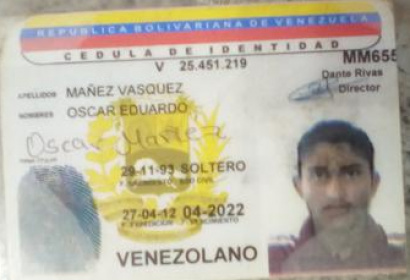 REPUBLICA BOLIVARIANA DE VENEZUELA
CEDULA DE IDENTIDAD
V 25.451.219
MM655
Dante Rivas
Director
APELLIDOS MAÑEZ VASQUEZ
NOMBRES OSCAR EDUARDO
Oscar Mañez
29-11-93 SOLTERO
F. NACIMIENTO EDO CIVIL
27-04-12 04-2022
F. EXPEDICION F. VENCIMIENTO
VENEZOLANO